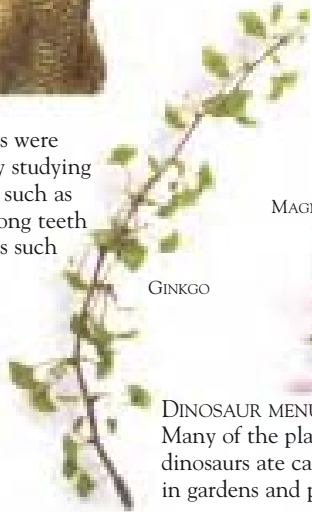 s were
y studying
such as
ong teeth
s such
MAGN
GINKGO
DINOSAUR MENU
Many of the pla
dinosaurs ate ca
in gardens and p